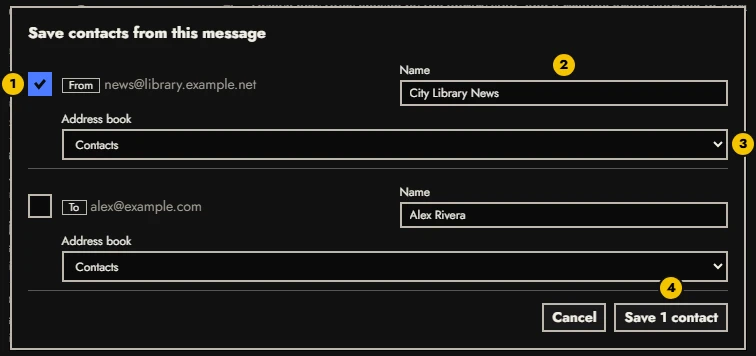 Save contacts from this message
1
From news@library.example.net
Name
2
City Library News
Address book
Contacts
3
To alex@example.com
Name
Alex Rivera
Address book
Contacts
4
Cancel
Save 1 contact